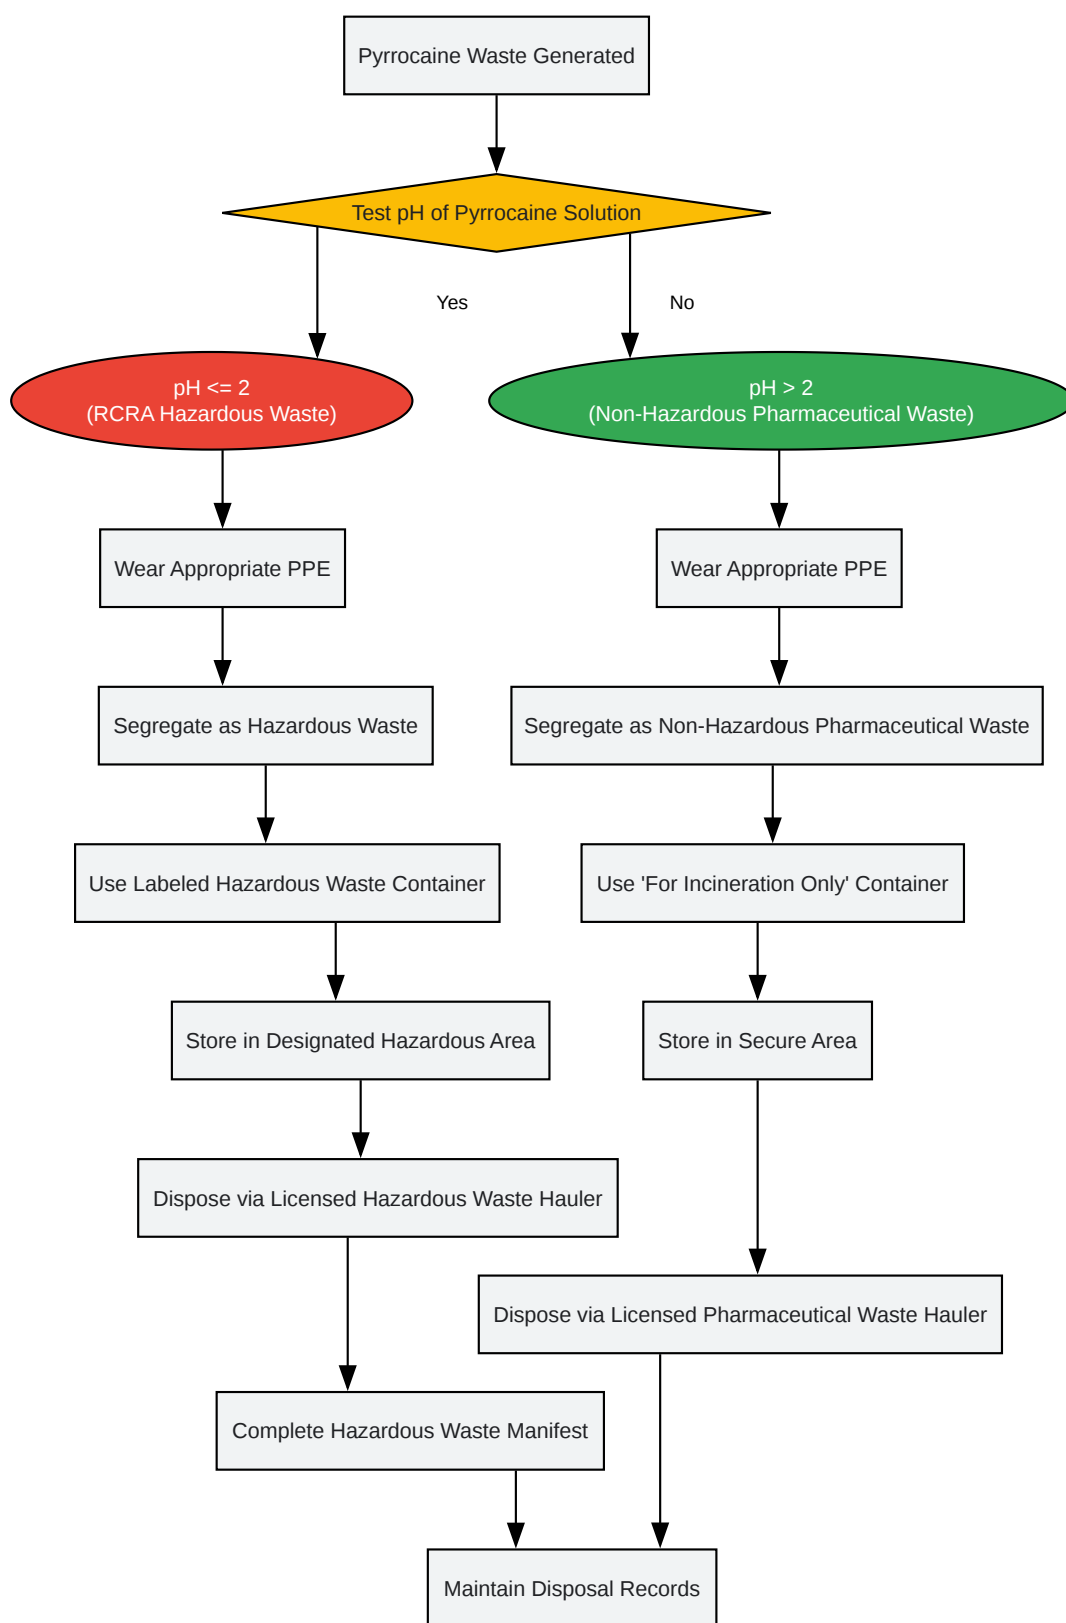 Pyrrocaine Waste Generated
Test pH of Pyrrocaine Solution
Yes
No
pH <= 2
(RCRA Hazardous Waste)
pH > 2
(Non-Hazardous Pharmaceutical Waste)
Wear Appropriate PPE
Wear Appropriate PPE
Segregate as Hazardous Waste
Segregate as Non-Hazardous Pharmaceutical Waste
Use Labeled Hazardous Waste Container
Use 'For Incineration Only' Container
Store in Designated Hazardous Area
Store in Secure Area
Dispose via Licensed Hazardous Waste Hauler
Dispose via Licensed Pharmaceutical Waste Hauler
Complete Hazardous Waste Manifest
Maintain Disposal Records